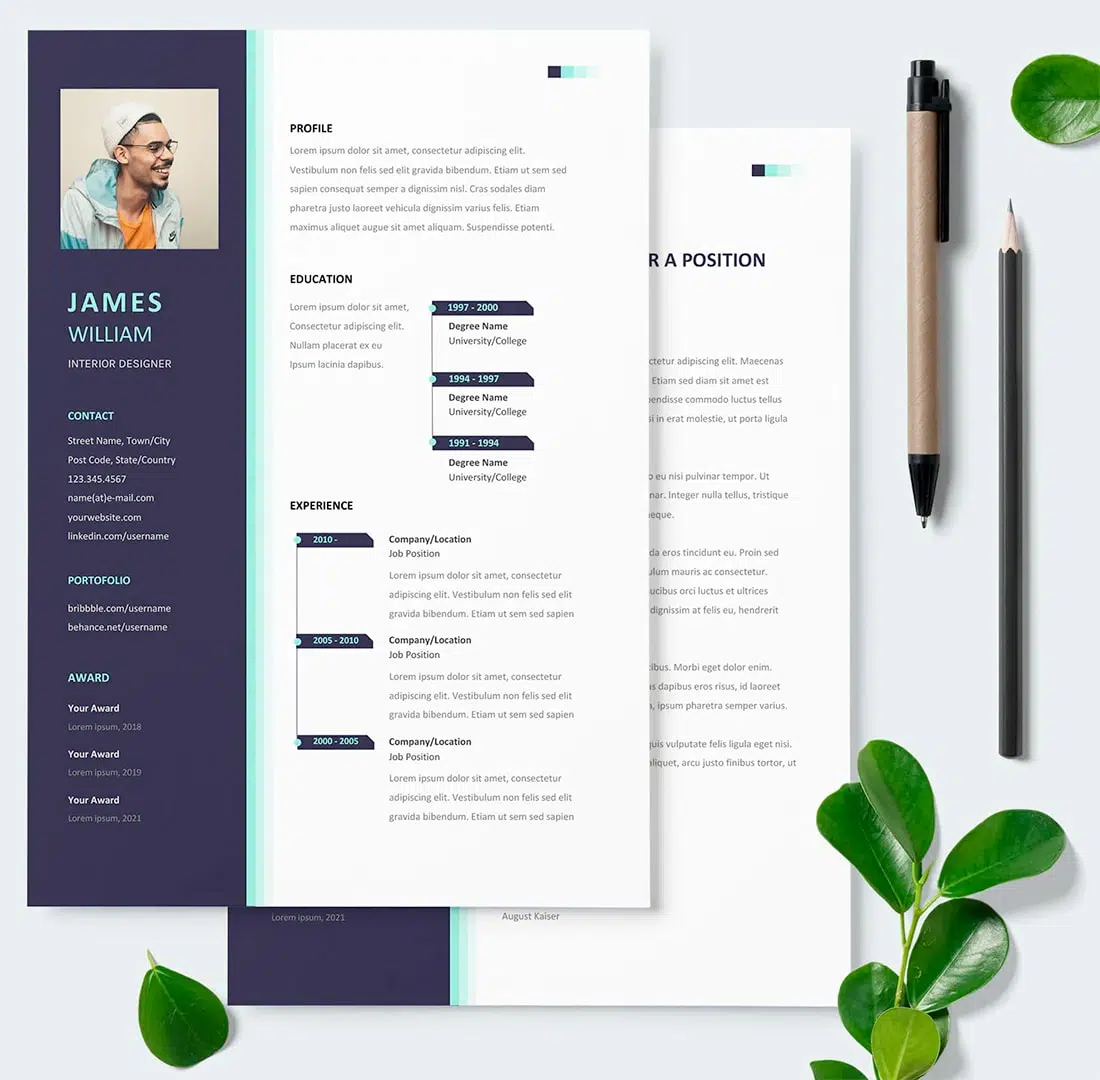 JAMES
WILLIAM
INTERIOR DESIGNER
CONTACT
Street Name, Town/City
Post Code, State/Country
123.345.4567
name(at)e-mail.com
yourwebsite.com
linkedin.com/username
PORTOFOLIO
bribbble.com/username
behance.net/username
AWARD
Your Award
Lorem ipsum, 2018
Your Award
Lorem ipsum, 2019
Your Award
Lorem ipsum, 2021
PROFILE
Lorem ipsum dolor sit amet, consectetur adipiscing elit.
Vestibulum non felis sed elit gravida bibendum. Etiam ut sem sed
sapien consequat semper a dignissim nisl. Cras sodales diam
pharetra justo laoreet vehicula dignissim varius felis. Etiam
maximus aliquet augue sit amet aliquam. Suspendisse potenti.
EDUCATION
Lorem ipsum dolor sit amet,
Consectetur adipiscing elit.
Nullam placerat ex eu
Ipsum lacinia dapibus.
1997 - 2000
Degree Name
University/College
1994 - 1997
Degree Name
University/College
1991 - 1994
Degree Name
University/College
EXPERIENCE
2010 -
Company/Location
Job Position
Lorem ipsum dolor sit amet, consectetur
adipiscing elit. Vestibulum non felis sed elit
gravida bibendum. Etiam ut sem sed sapien
2005 - 2010
Company/Location
Job Position
Lorem ipsum dolor sit amet, consectetur
adipiscing elit. Vestibulum non felis sed elit
gravida bibendum. Etiam ut sem sed sapien
2000 - 2005
Company/Location
Job Position
Lorem ipsum dolor sit amet, consectetur
adipiscing elit. Vestibulum non felis sed elit
gravida bibendum. Etiam ut sem sed sapien
R A POSITION
ctetur adipiscing elit. Maecenas
Etiam sed diam sit amet est
pendisse commodo luctus tellus
si in erat molestie, ut porta ligula
o eu nisi pulvinar tempor. Ut
nar. Integer nulla tellus, tristique
neque.
da eros tincidunt eu. Proin sed
ulum mauris ac consectetur.
ucibus orci luctus et ultrices
dignissim at felis eu, hendrerit
ibus. Morbi eget dolor enim.
s dapibus eros risus, id laoreet
, ipsum pharetra semper varius.
quis vulputate felis ligula eget nisi.
aliquet, arcu justo finibus tortor, ut
Lorem ipsum, 2021
August Kaiser